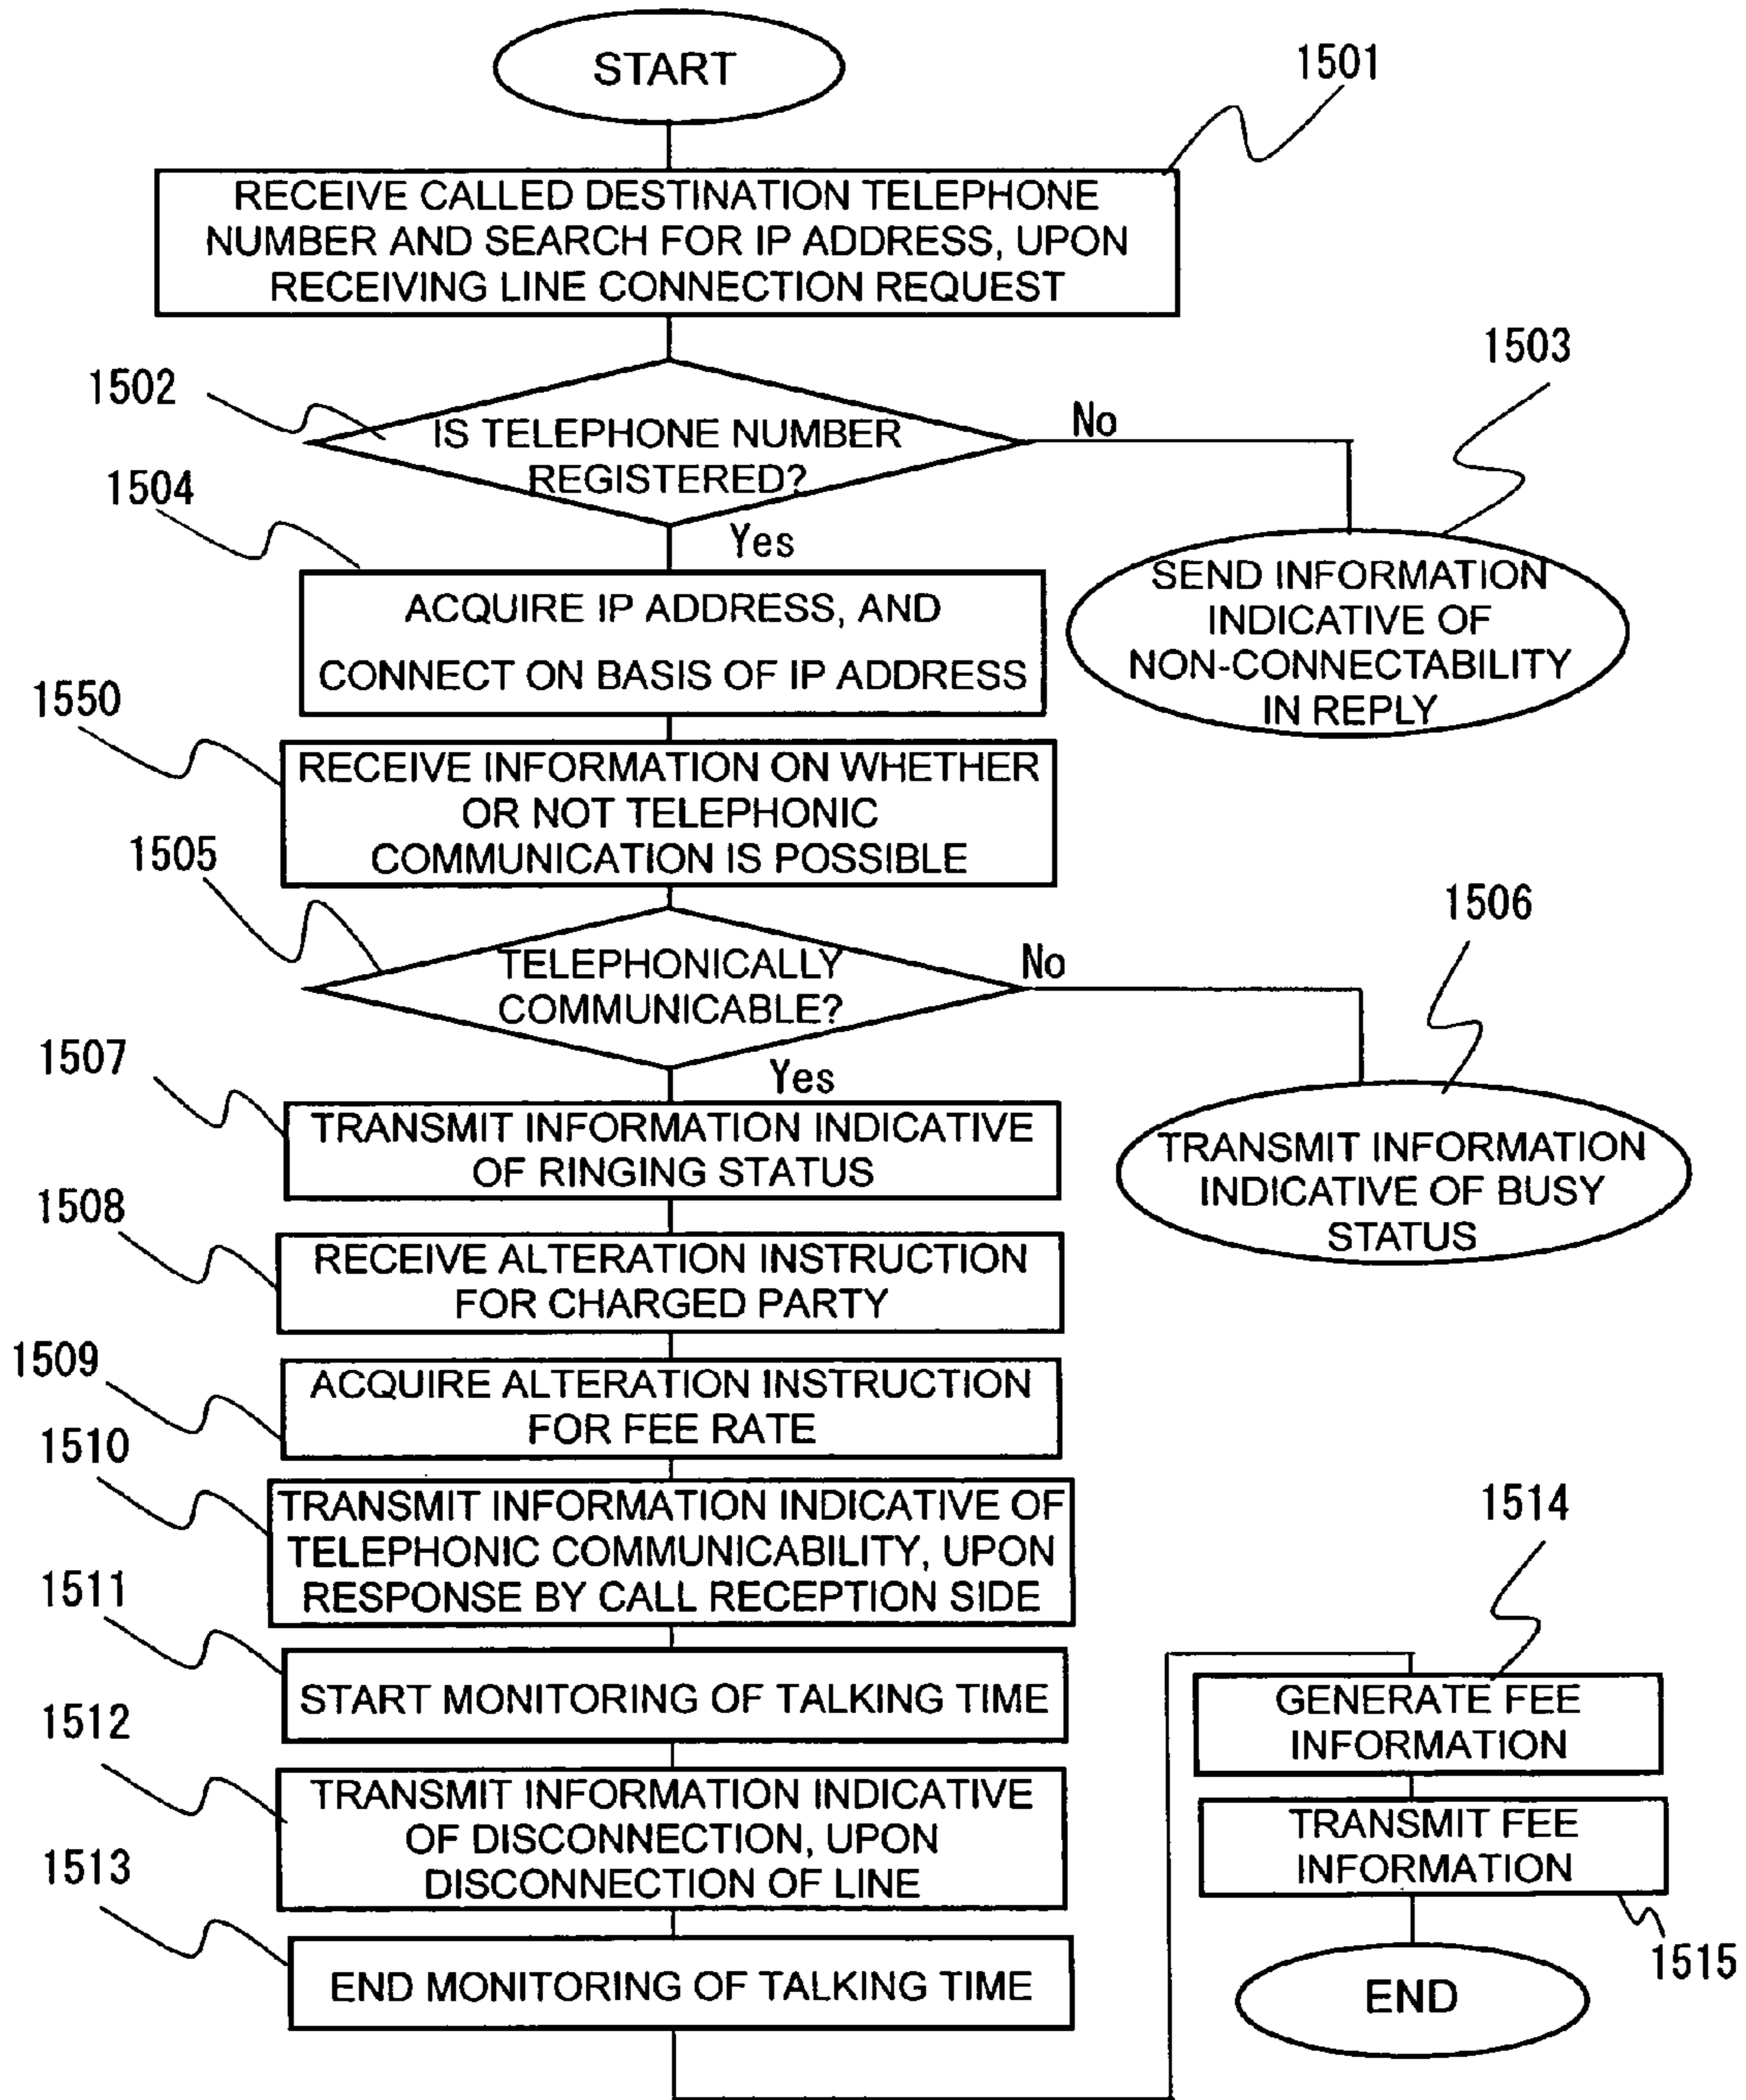 START
1501
RECEIVE CALLED DESTINATION TELEPHONE
NUMBER AND SEARCH FOR IP ADDRESS, UPON
RECEIVING LINE CONNECTION REQUEST
1502
IS TELEPHONE NUMBER
REGISTERED?
No
1503
SEND INFORMATION
INDICATIVE OF
NON-CONNECTABILITY
IN REPLY
Yes
1504
ACQUIRE IP ADDRESS, AND
CONNECT ON BASIS OF IP ADDRESS
1550
RECEIVE INFORMATION ON WHETHER
OR NOT TELEPHONIC
COMMUNICATION IS POSSIBLE
1505
TELEPHONICALLY
COMMUNICABLE?
No
1506
TRANSMIT INFORMATION
INDICATIVE OF BUSY
STATUS
Yes
1507
TRANSMIT INFORMATION INDICATIVE
OF RINGING STATUS
1508
RECEIVE ALTERATION INSTRUCTION
FOR CHARGED PARTY
1509
ACQUIRE ALTERATION INSTRUCTION
FOR FEE RATE
1510
TRANSMIT INFORMATION INDICATIVE OF
TELEPHONIC COMMUNICABILITY, UPON
RESPONSE BY CALL RECEPTION SIDE
1511
START MONITORING OF TALKING TIME
1512
TRANSMIT INFORMATION INDICATIVE
OF DISCONNECTION, UPON
DISCONNECTION OF LINE
1513
END MONITORING OF TALKING TIME
1514
GENERATE FEE
INFORMATION
TRANSMIT FEE
INFORMATION
1515
END